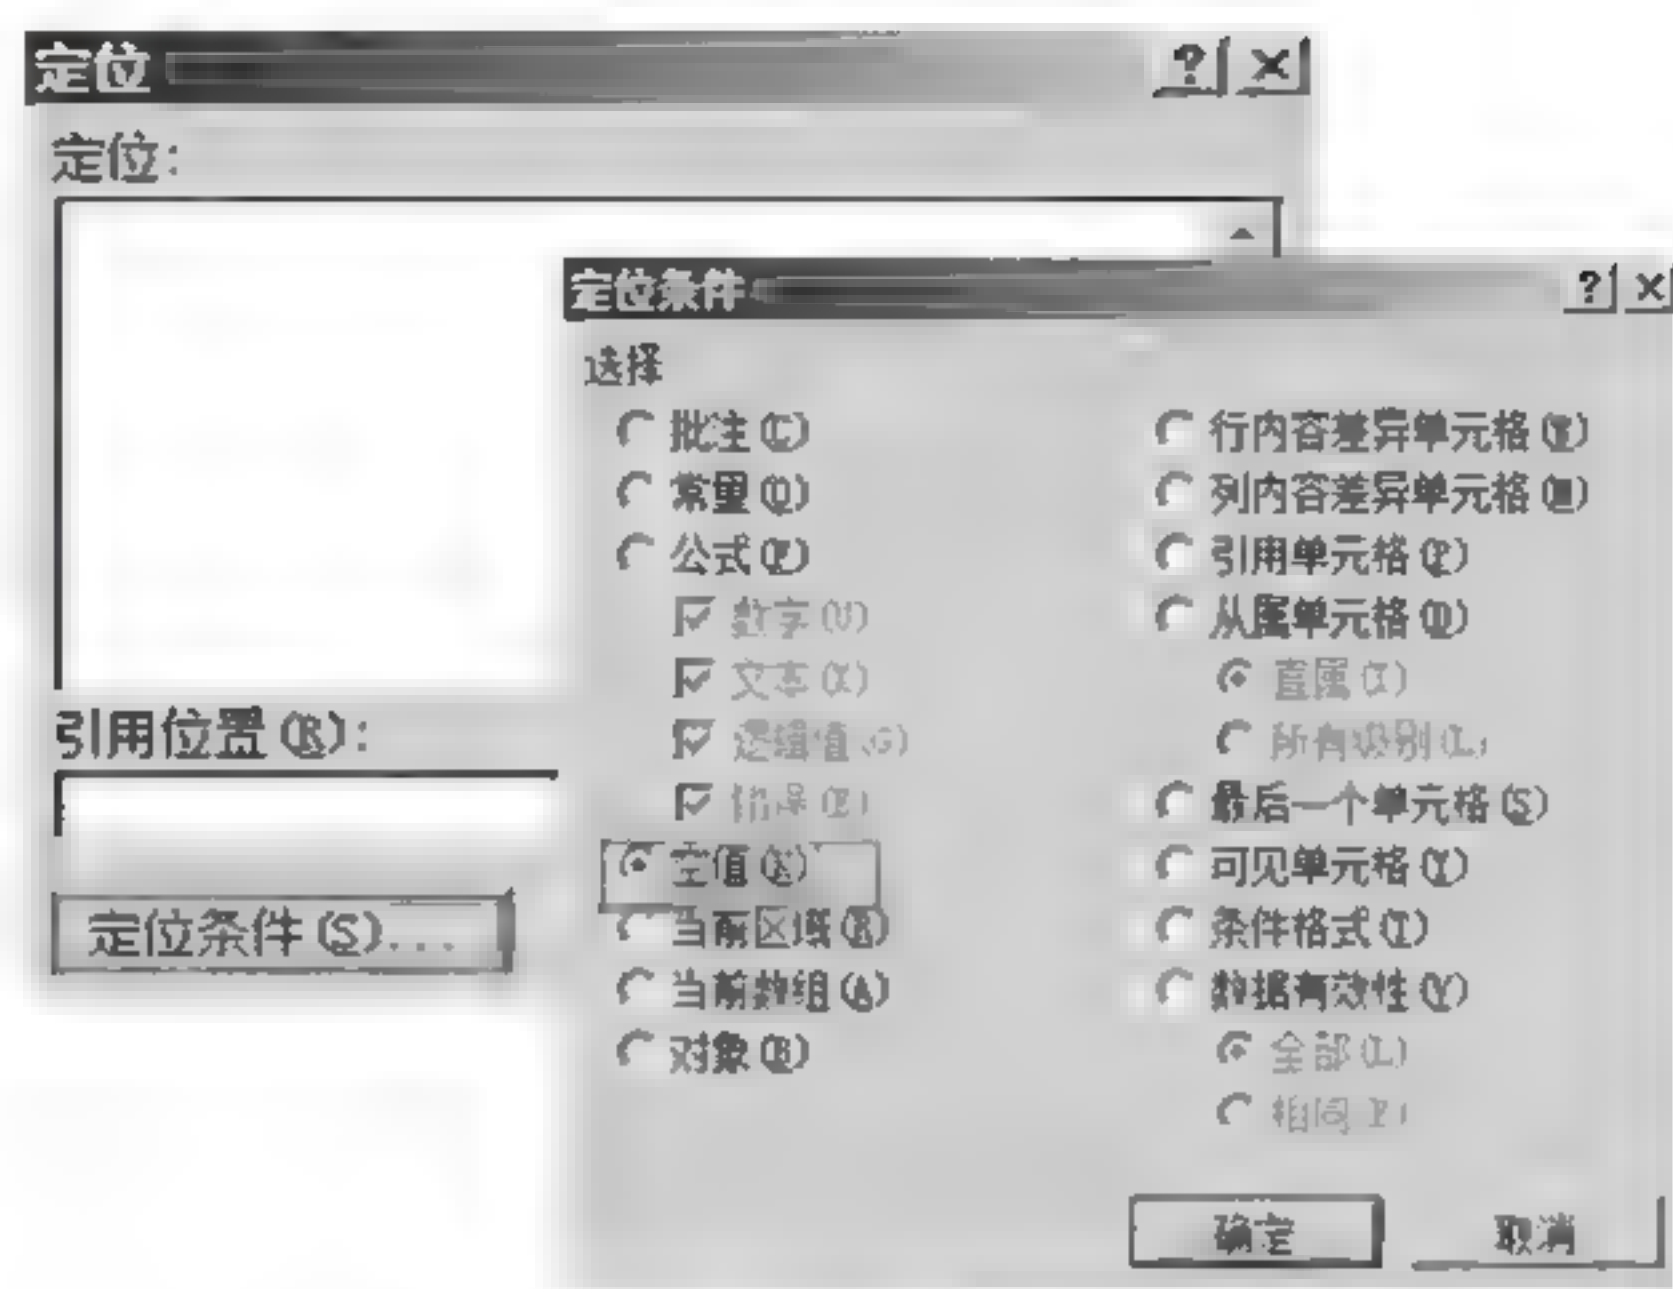 定位
定位:
引用位置(R):
定位条件(S)...
定位条件
选择
批注(C)
常量(O)
公式(F)
数字(U)
文本(X)
逻辑值(G)
错误(E)
空值(K)
当前区域(R)
当前数组(A)
对象(B)
行内容差异单元格(W)
列内容差异单元格(M)
引用单元格(P)
从属单元格(D)
直属(I)
所有级别(L)
最后一个单元格(S)
可见单元格(Y)
条件格式(T)
数据有效性(V)
全部(L)
相同(E)
确定
取消